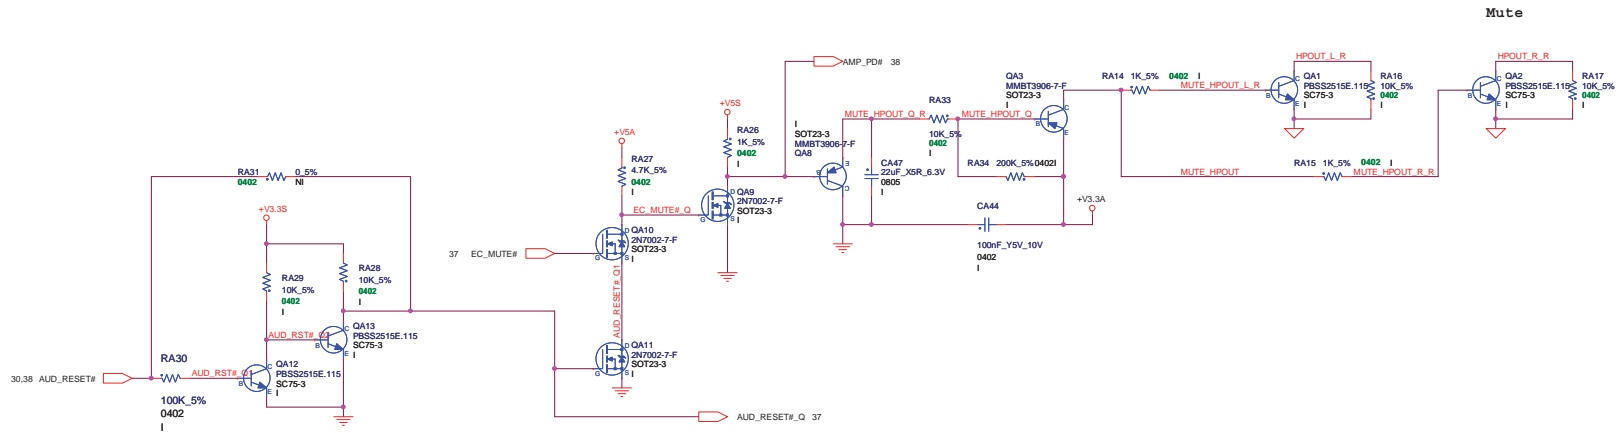 Mute
AMP_PD# 38
QA3
MMBT3906-7-F
SOT23-3
I
RA14 1K_5% 0402 I
MUTE_HPOUT_L_R
HPOUT_L_R
QA1
PBSS2515E.115
SC75-3
I
RA16
10K_5%
0402
I
HPOUT_R_R
QA2
PBSS2515E.115
SC75-3
I
RA17
10K_5%
0402
I
+V5S
RA26
1K_5%
0402
I
+V5A
RA27
4.7K_5%
0402
I
I
SOT23-3
MMBT3906-7-F
QA8
MUTE_HPOUT_Q_R
RA33
10K_5%
0402
I
MUTE_HPOUT_Q
RA34 200K_5% 0402I
CA47
22uF_X5R_6.3V
0805
I
MUTE_HPOUT
RA15 1K_5% 0402 I
MUTE_HPOUT_R_R
RA31 0_5%
0402 NI
+V3.3S
EC_MUTE#_Q
QA9
2N7002-7-F
SOT23-3
I
CA44
100nF_Y5V_10V
0402
I
+V3.3A
37 EC_MUTE#
QA10
2N7002-7-F
SOT23-3
I
RA29
10K_5%
0402
I
RA28
10K_5%
0402
I
AUD_RESET#_Q1
AUD_RST#_Q2
QA13
PBSS2515E.115
SC75-3
I
QA11
2N7002-7-F
SOT23-3
I
30,38 AUD_RESET#
RA30
100K_5%
0402
I
AUD_RST#_Q1
QA12
PBSS2515E.115
SC75-3
I
AUD_RESET#_Q 37